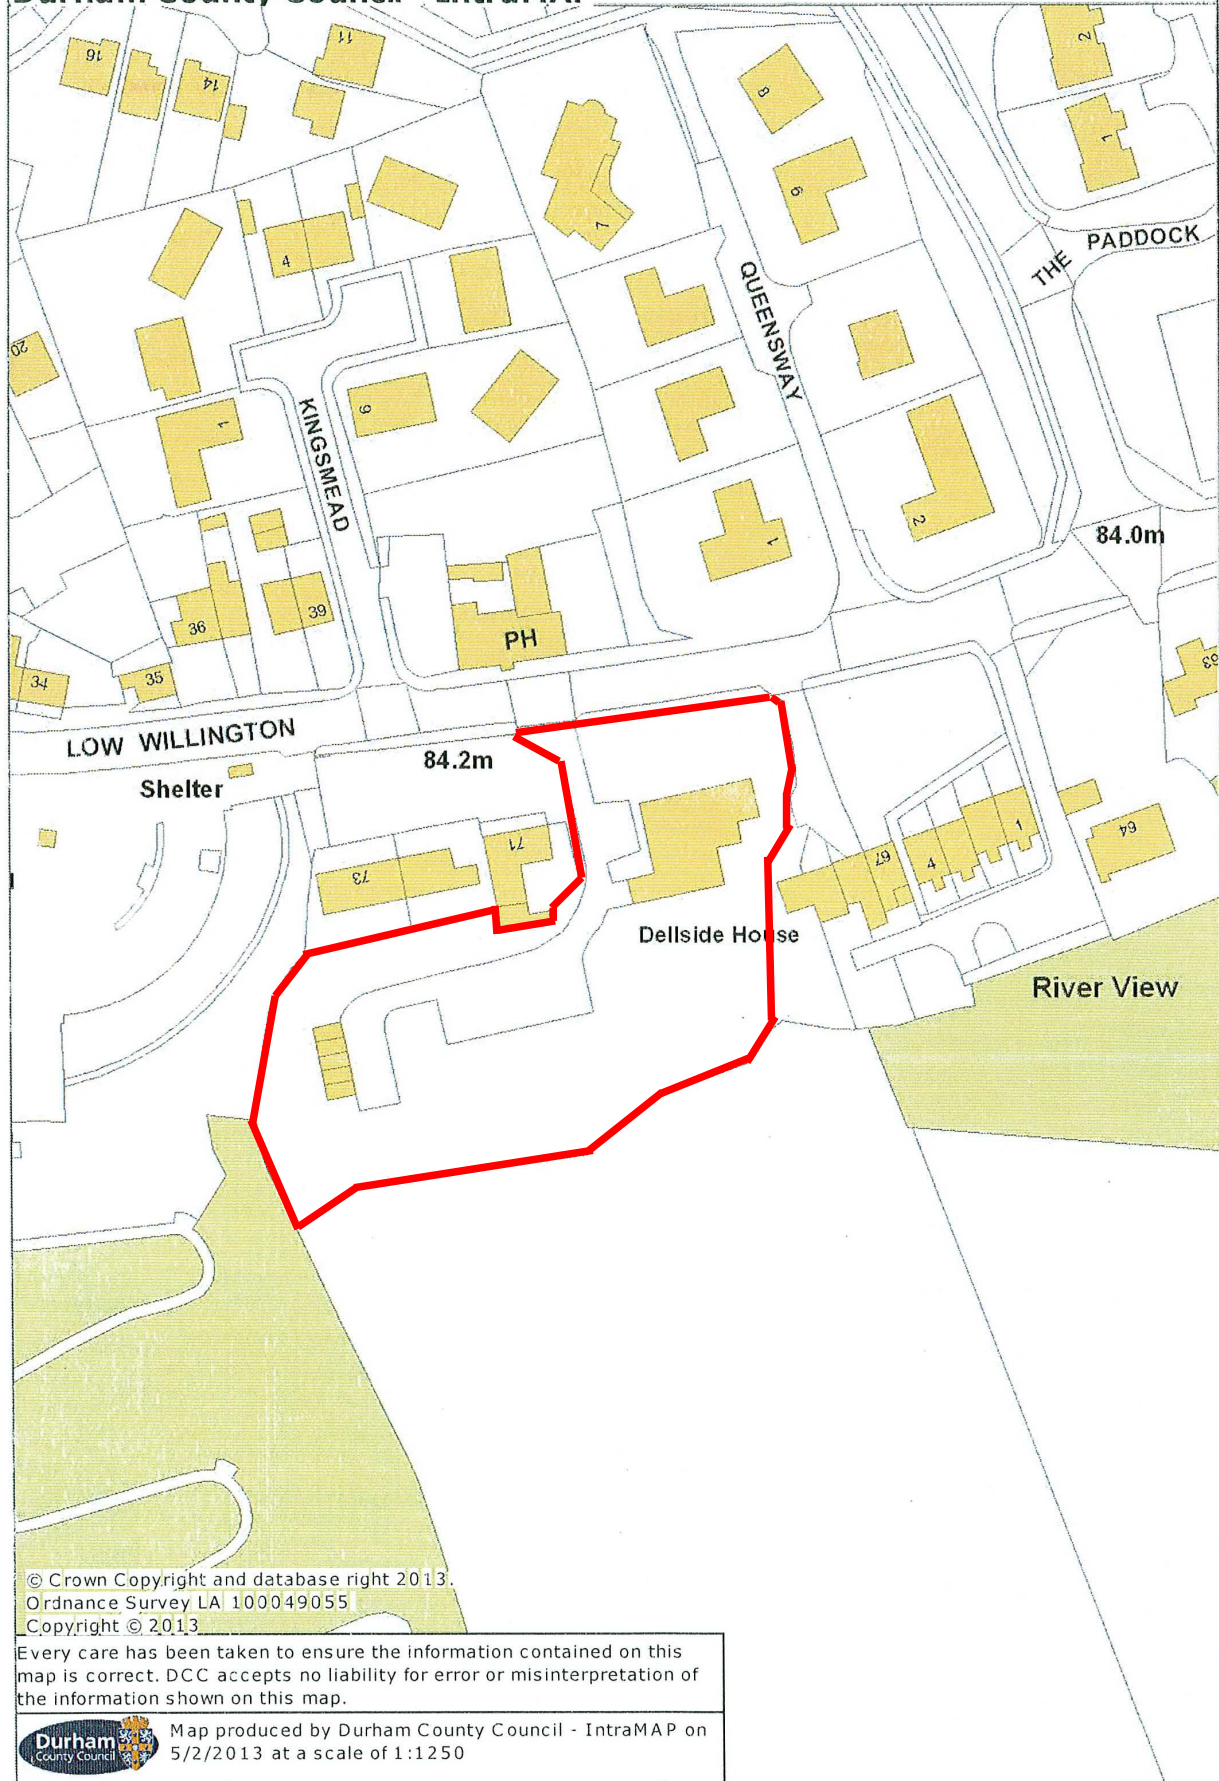 Durham County Council - IntraMAP
16
14
11
8
2
1
6
7
4
THE PADDOCK
QUEENSWAY
20
KINGSMEAD
1
2
1
84.0m
36
39
PH
34
35
LOW WILLINGTON
84.2m
Shelter
71
73
67
4
1
64
Dellside House
River View
© Crown Copyright and database right 2013.
Ordnance Survey LA 100049055
Copyright © 2013
Every care has been taken to ensure the information contained on this
map is correct. DCC accepts no liability for error or misinterpretation of
the information shown on this map.
Durham
County Council
Map produced by Durham County Council - IntraMAP on
5/2/2013 at a scale of 1:1250